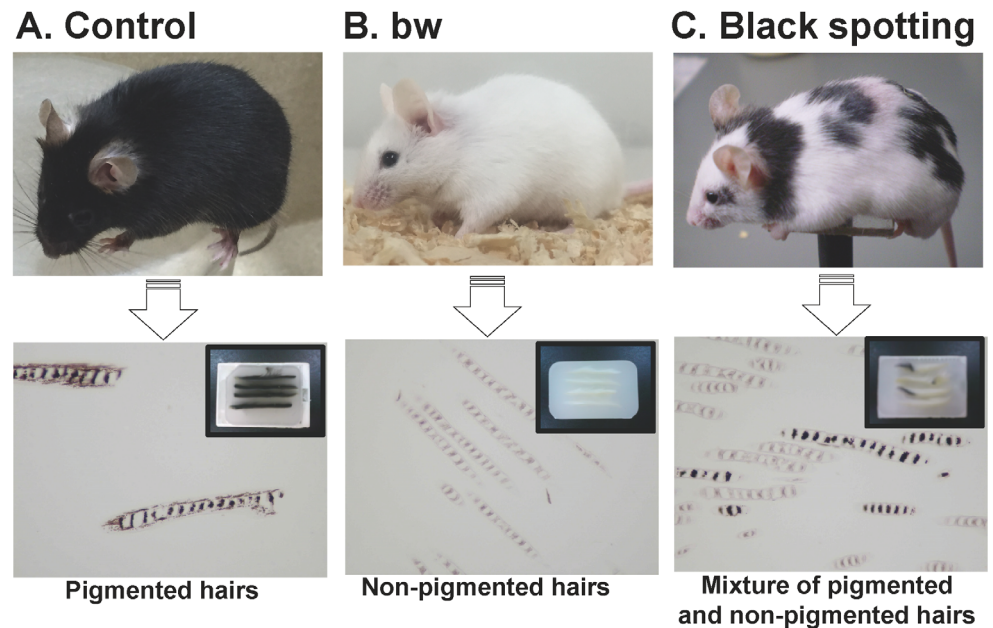 A. Control
B. bw
C. Black spotting
Pigmented hairs
Non-pigmented hairs
Mixture of pigmented
and non-pigmented hairs